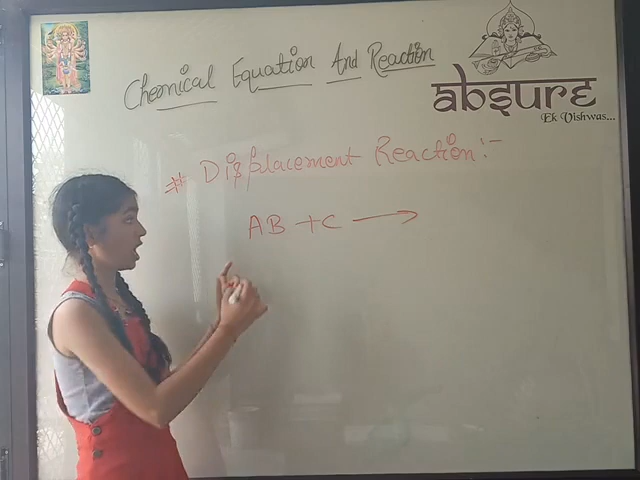 Chemical Equation And Reaction
absure
Ek Vishwas...
⇒ Displacement Reaction :-
AB + C ⟶